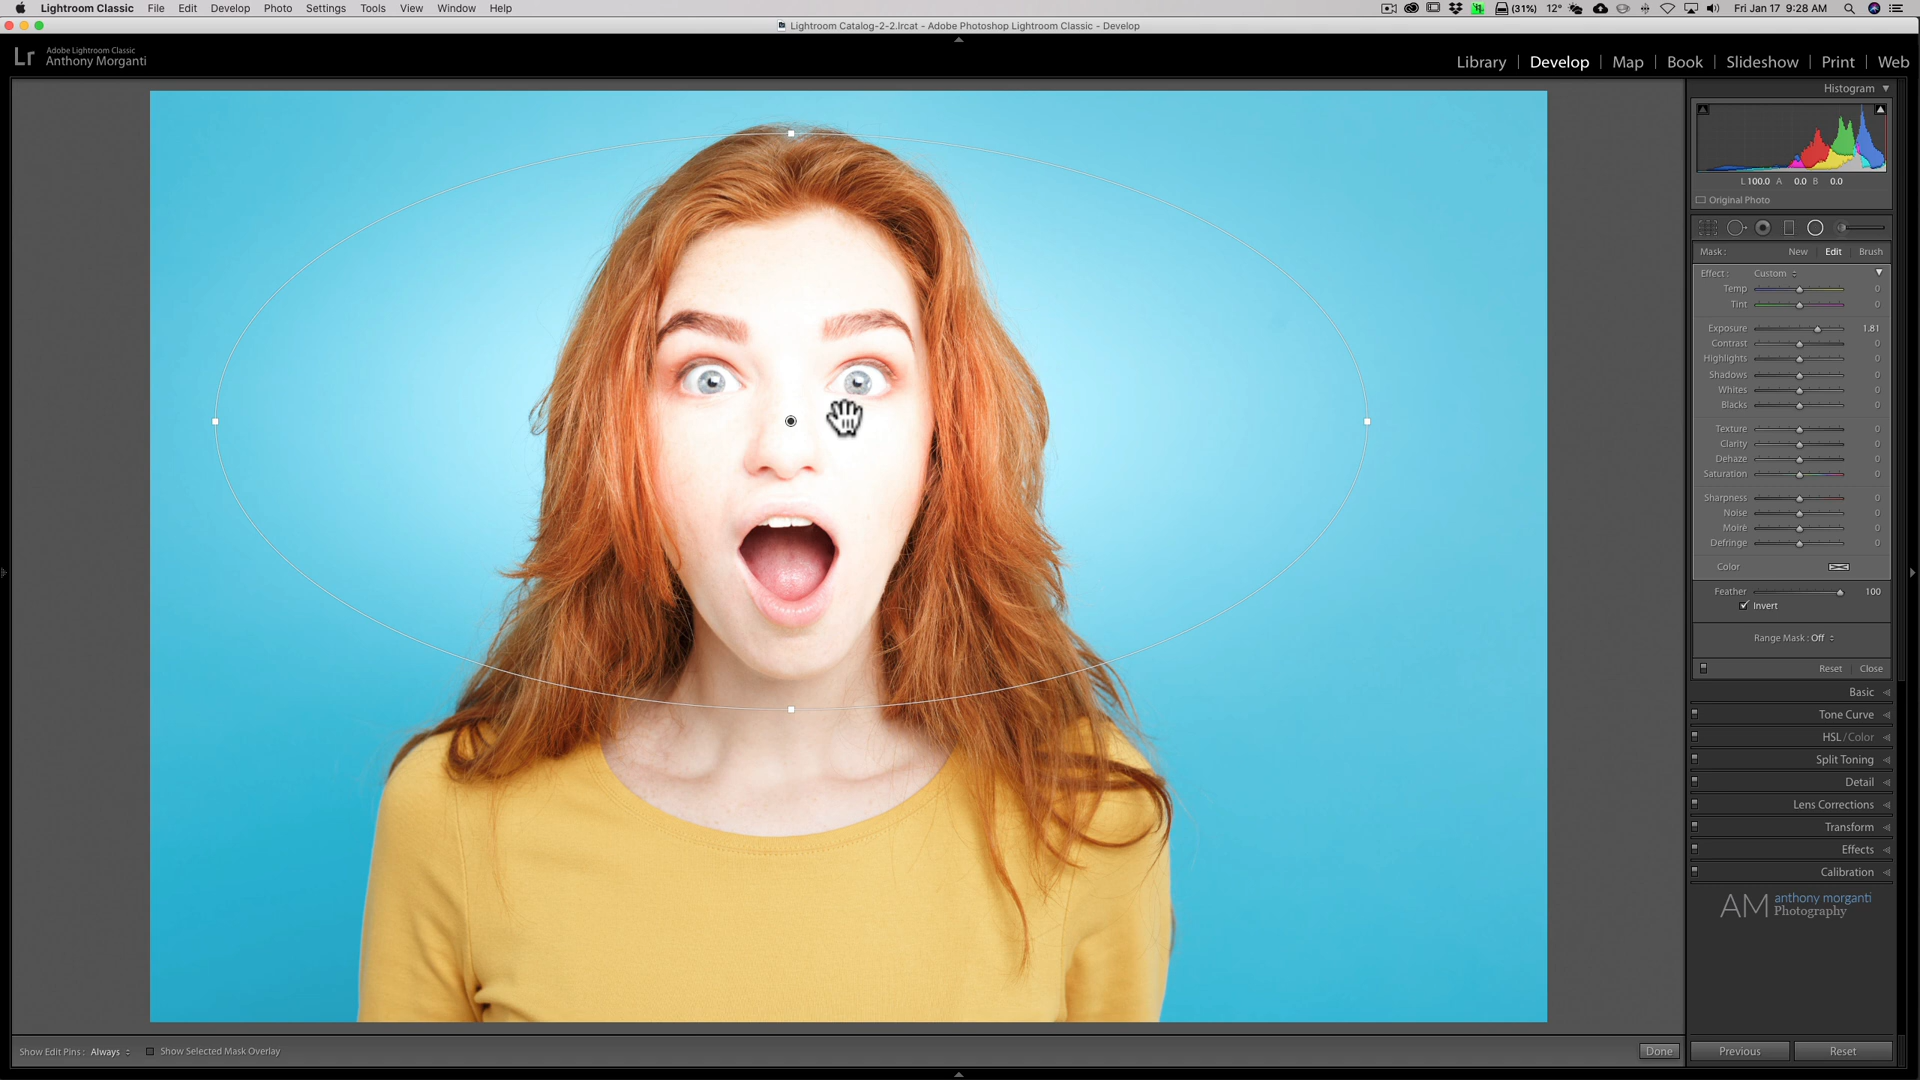 Lightroom Classic File Edit Develop Photo Settings Tools View Window Help (31%) 12° Fri Jan 17 9:28 AM
Lightroom Catalog-2-2.lrcat - Adobe Photoshop Lightroom Classic - Develop
Lr Adobe Lightroom Classic
Anthony Morganti
Library | Develop | Map | Book | Slideshow | Print | Web
Histogram
L 100.0 A 0.0 B 0.0
Original Photo
Mask : New Edit Brush
Effect : Custom
Temp 0
Tint 0
Exposure 1.81
Contrast 0
Highlights 0
Shadows 0
Whites 0
Blacks 0
Texture 0
Clarity 0
Dehaze 0
Saturation 0
Sharpness 0
Noise 0
Moiré 0
Defringe 0
Color
Feather 100
Invert
Range Mask : Off
Reset Close
Basic
Tone Curve
HSL / Color
Split Toning
Detail
Lens Corrections
Transform
Effects
Calibration
AM anthony morganti
Photography
Show Edit Pins : Always Show Selected Mask Overlay Done Previous Reset